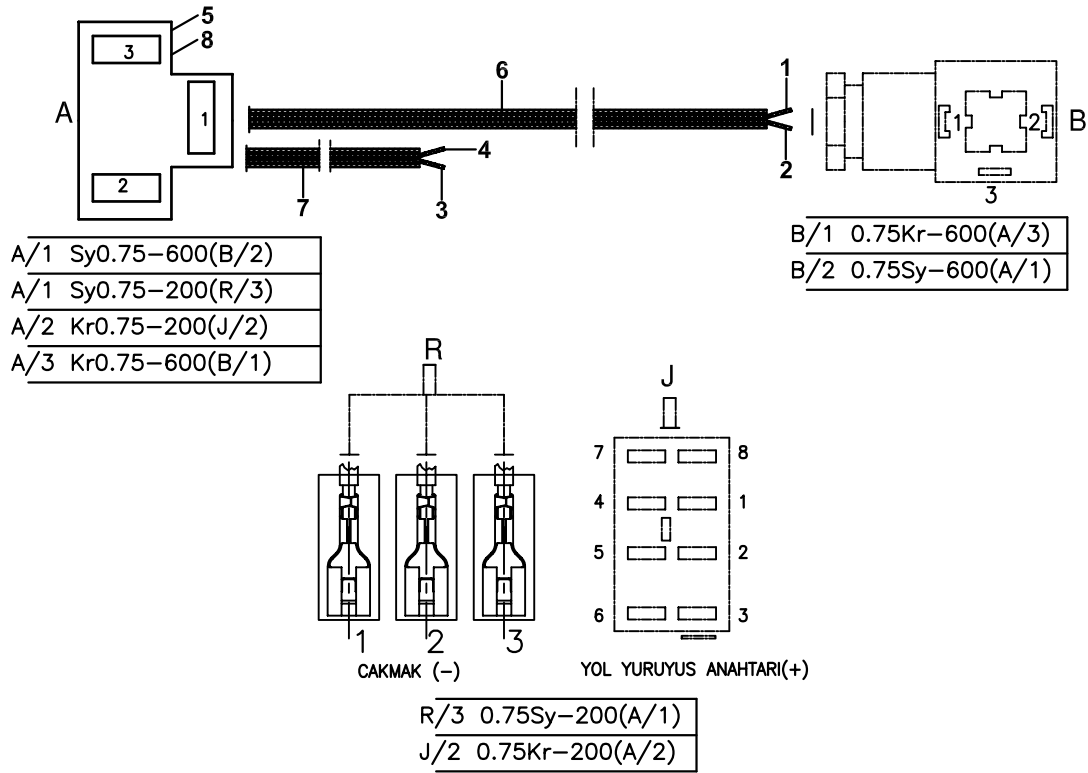 5
8
3
A
1
2
6
7
4
3
1
2
1
2
B
3
A/1 Sy0.75-600(B/2)
A/1 Sy0.75-200(R/3)
A/2 Kr0.75-200(J/2)
A/3 Kr0.75-600(B/1)
B/1 0.75Kr-600(A/3)
B/2 0.75Sy-600(A/1)
R
1
2
3
CAKMAK (-)
J
7
8
4
1
5
2
6
3
YOL YURUYUS ANAHTARI(+)
R/3 0.75Sy-200(A/1)
J/2 0.75Kr-200(A/2)